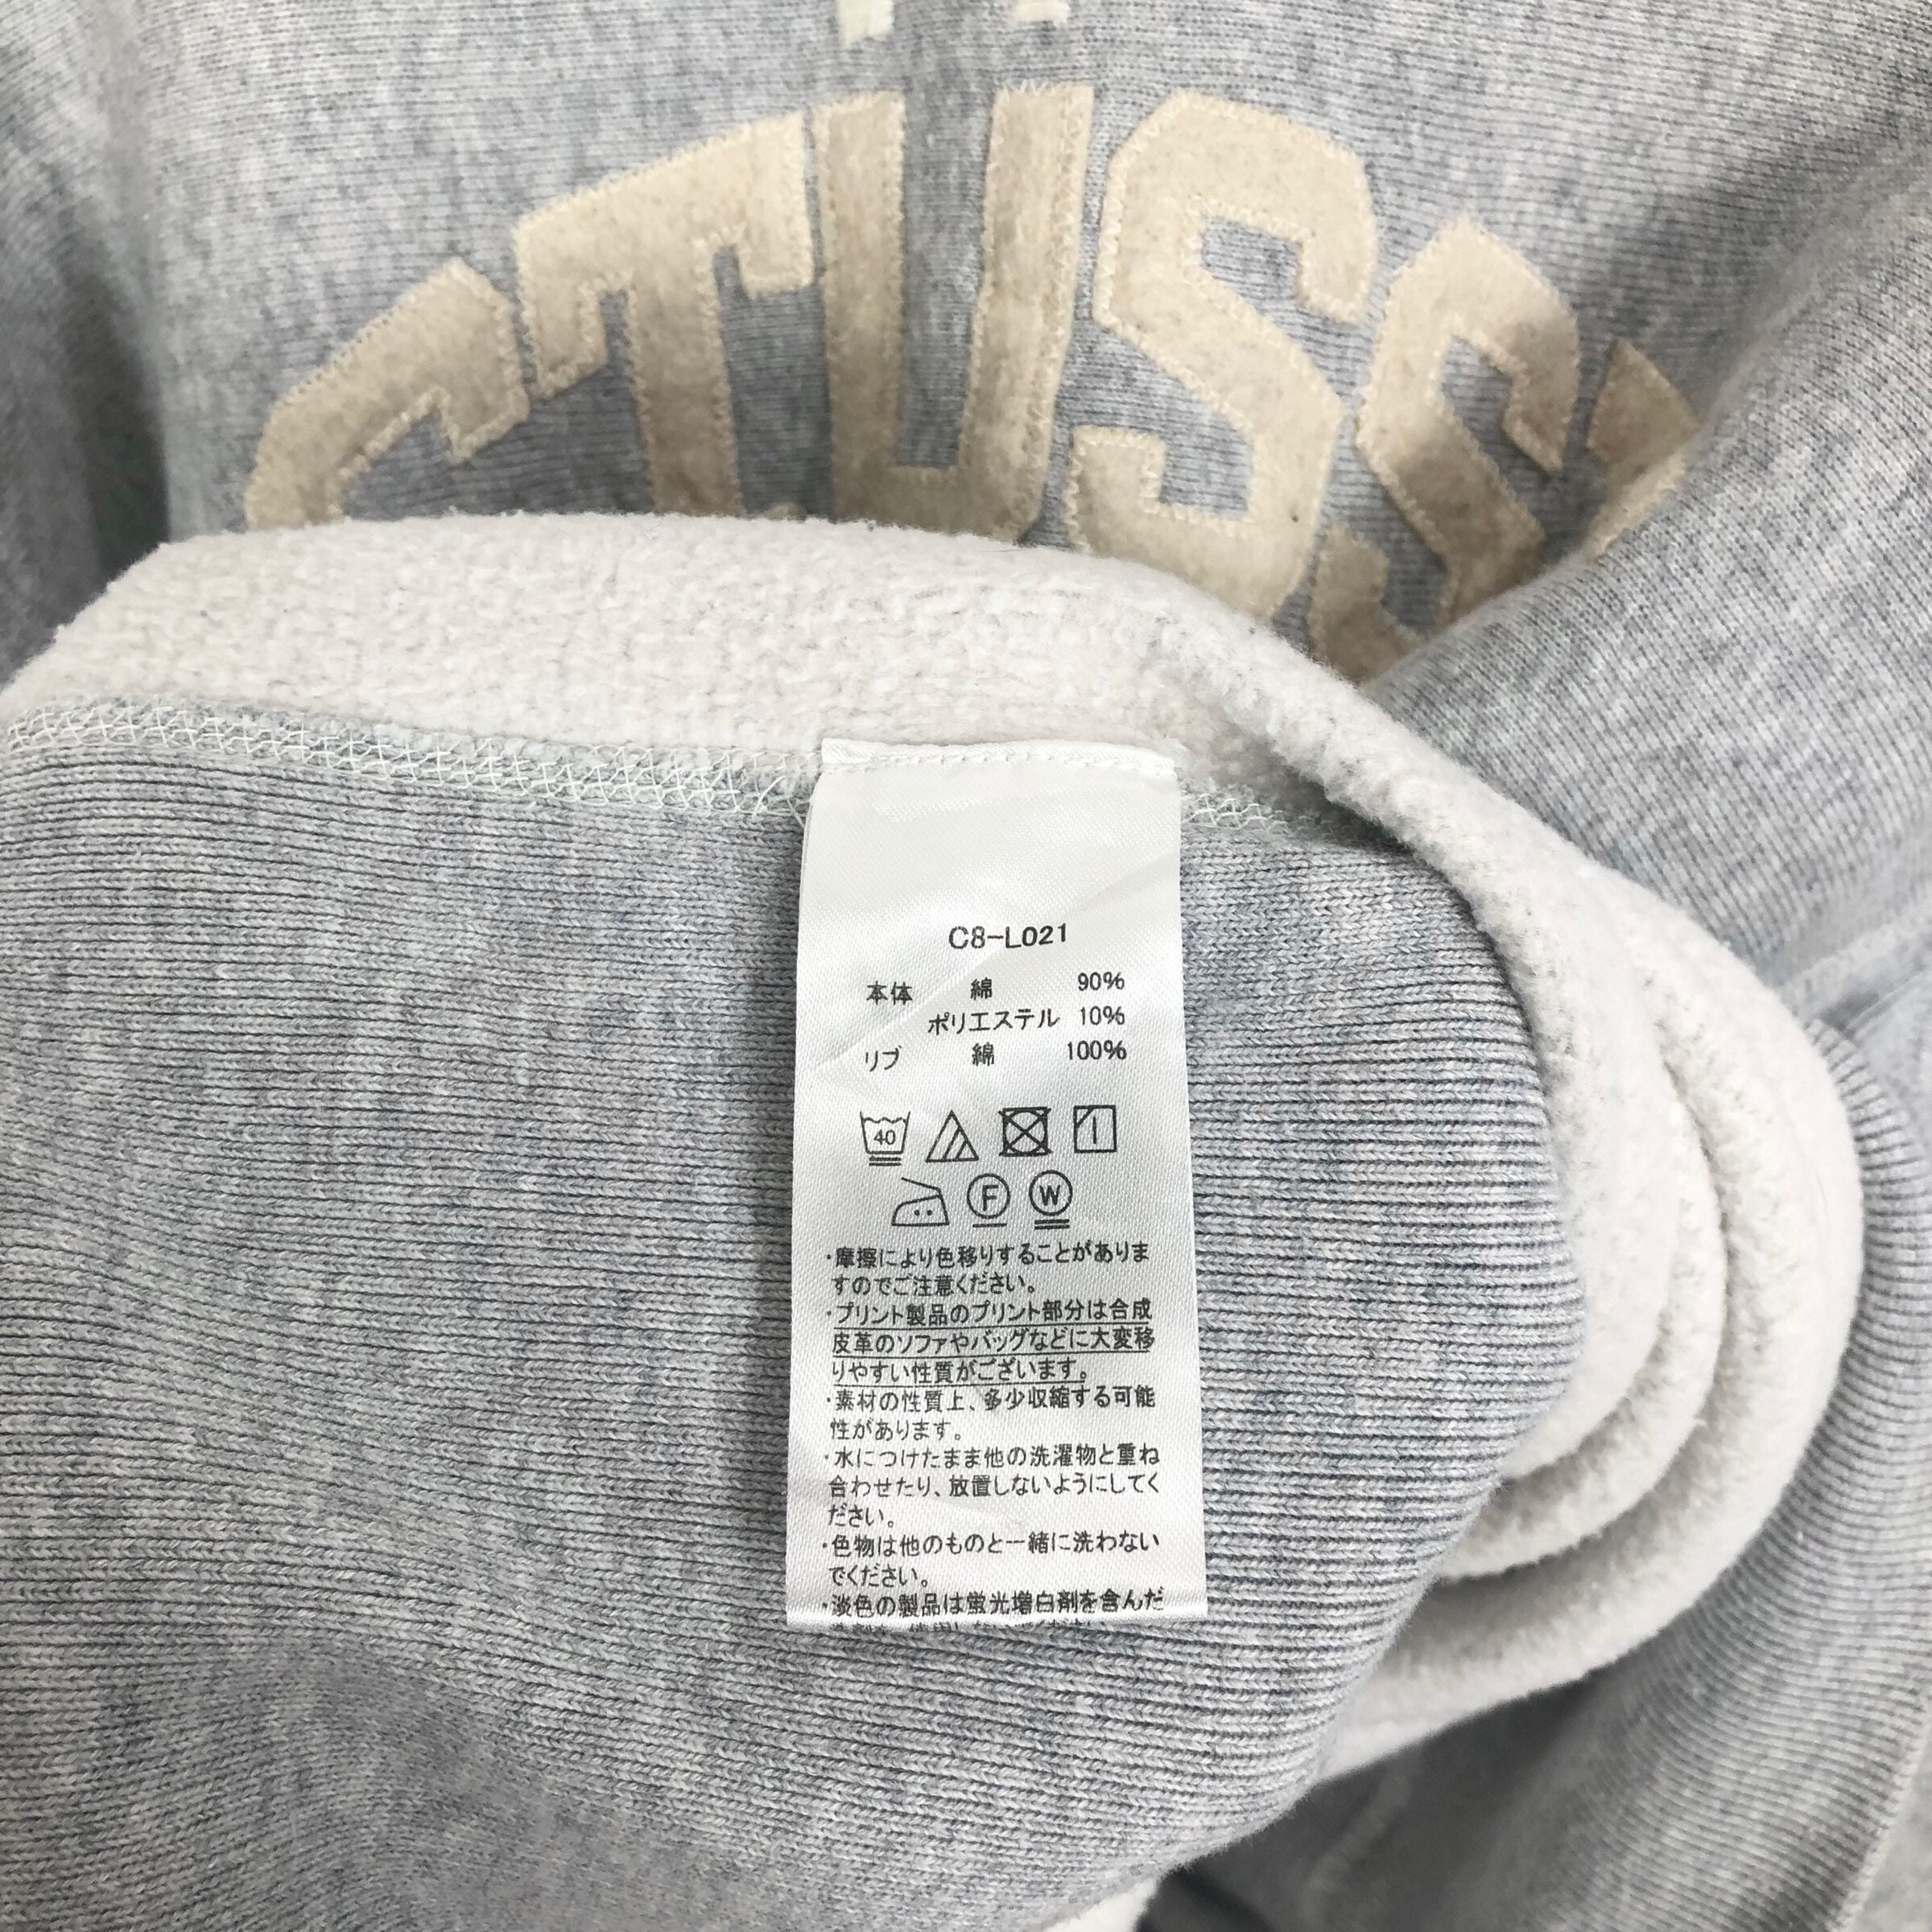 STUSS
C8-L021
本体 綿 90%
ポリエステル 10%
リブ 綿 100%
40
F W
・摩擦により色移りすることがありま
すのでご注意ください。
・プリント製品のプリント部分は合成
皮革のソファやバッグなどに大変移
りやすい性質がございます。
・素材の性質上、多少収縮する可能
性があります。
・水につけたまま他の洗濯物と重ね
合わせたり、放置しないようにしてく
ださい。
・色物は他のものと一緒に洗わない
でください。
・淡色の製品は蛍光増白剤を含んだ